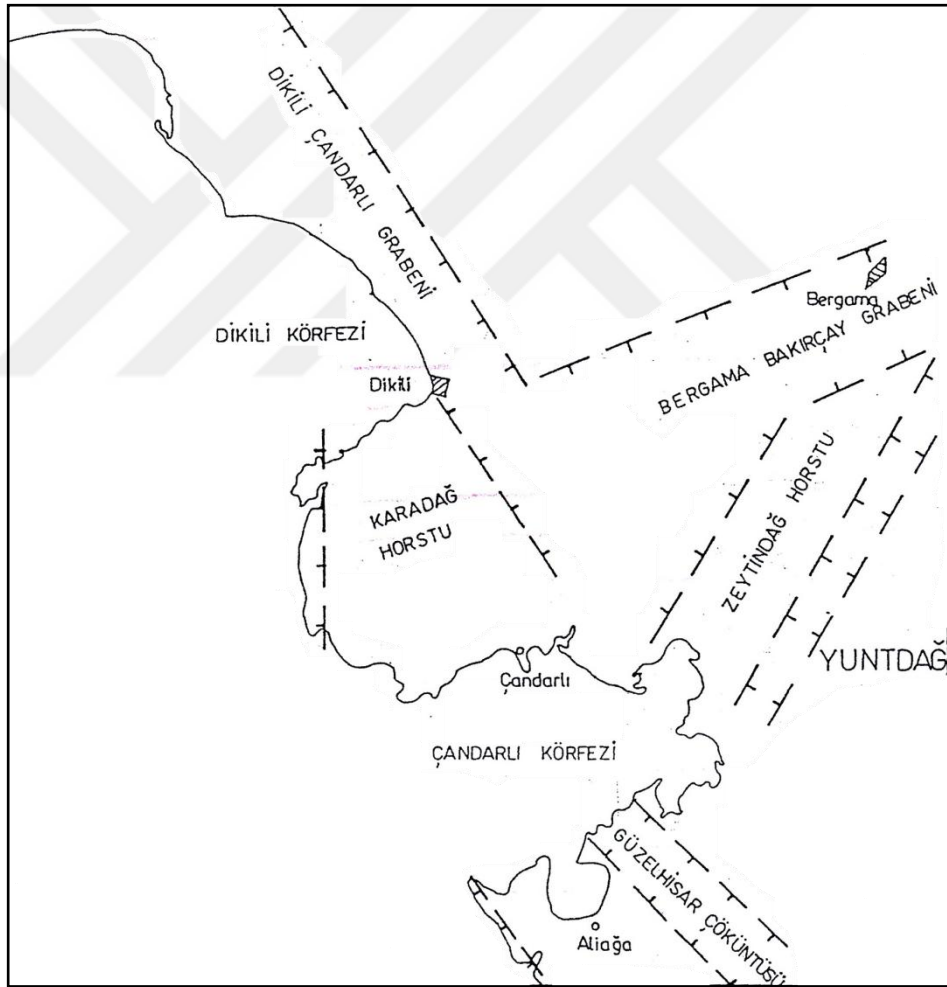 DİKİLİ ÇANDARLI GRABENİ
Bergama
BERGAMA BAKIRÇAY GRABENİ
DİKİLİ KÖRFEZİ
Dikili
KARADAĞ
HORSTU
ZEYTİNDAĞ HORSTU
YUNTDAĞ
Çandarlı
ÇANDARLI KÖRFEZİ
GÜZELHİSAR ÇÖKÜNTÜSÜ
Aliağa